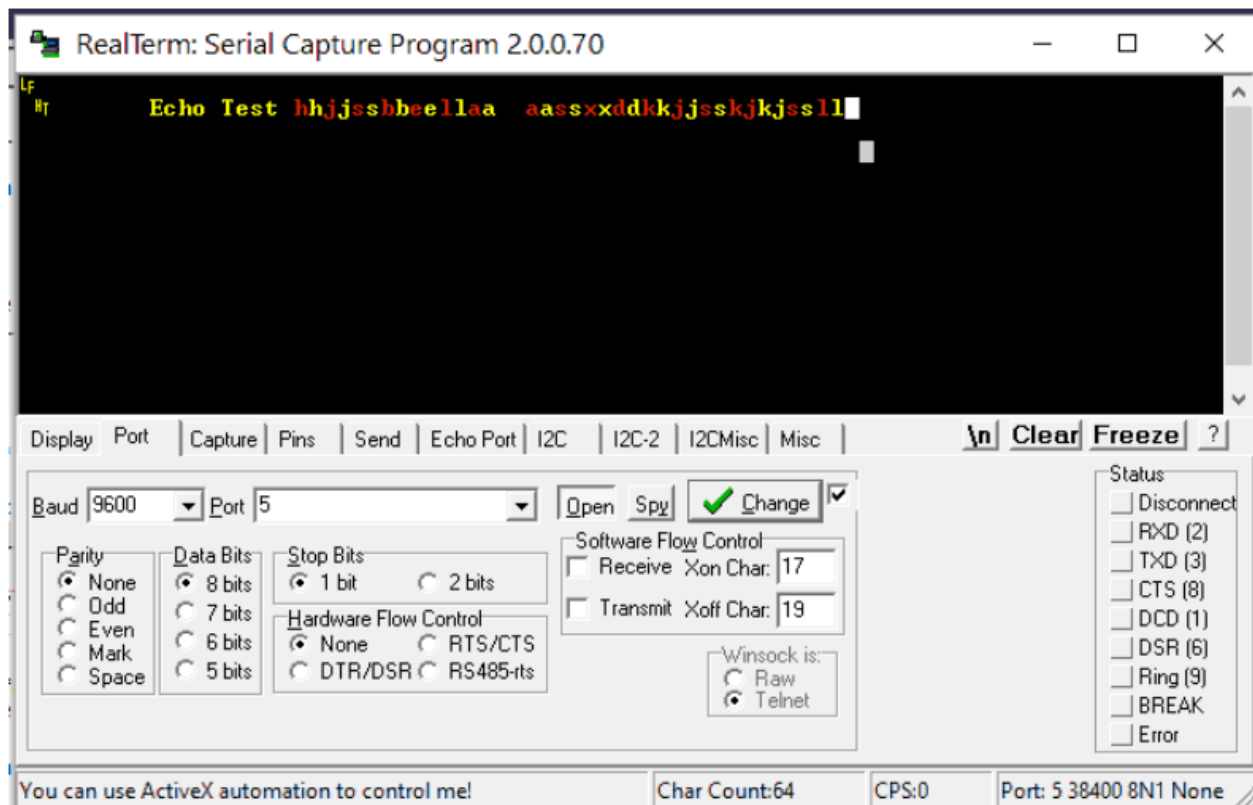 RealTerm: Serial Capture Program 2.0.0.70
LF
HT Echo Test hhjjssbbeellaa aassxxddkkjjsskjkjssll
Display Port Capture Pins Send Echo Port I2C I2C-2 I2CMisc Misc \n Clear Freeze ?
Baud 9600 Port 5 Open Spy Change
Status
Disconnect
RXD (2)
TXD (3)
CTS (8)
DCD (1)
DSR (6)
Ring (9)
BREAK
Error
Parity
None
Odd
Even
Mark
Space
Data Bits
8 bits
7 bits
6 bits
5 bits
Stop Bits
1 bit 2 bits
Hardware Flow Control
None RTS/CTS
DTR/DSR RS485-rts
Software Flow Control
Receive Xon Char: 17
Transmit Xoff Char: 19
Winsock is:
Raw
Telnet
You can use ActiveX automation to control me! Char Count:64 CPS:0 Port: 5 38400 8N1 None